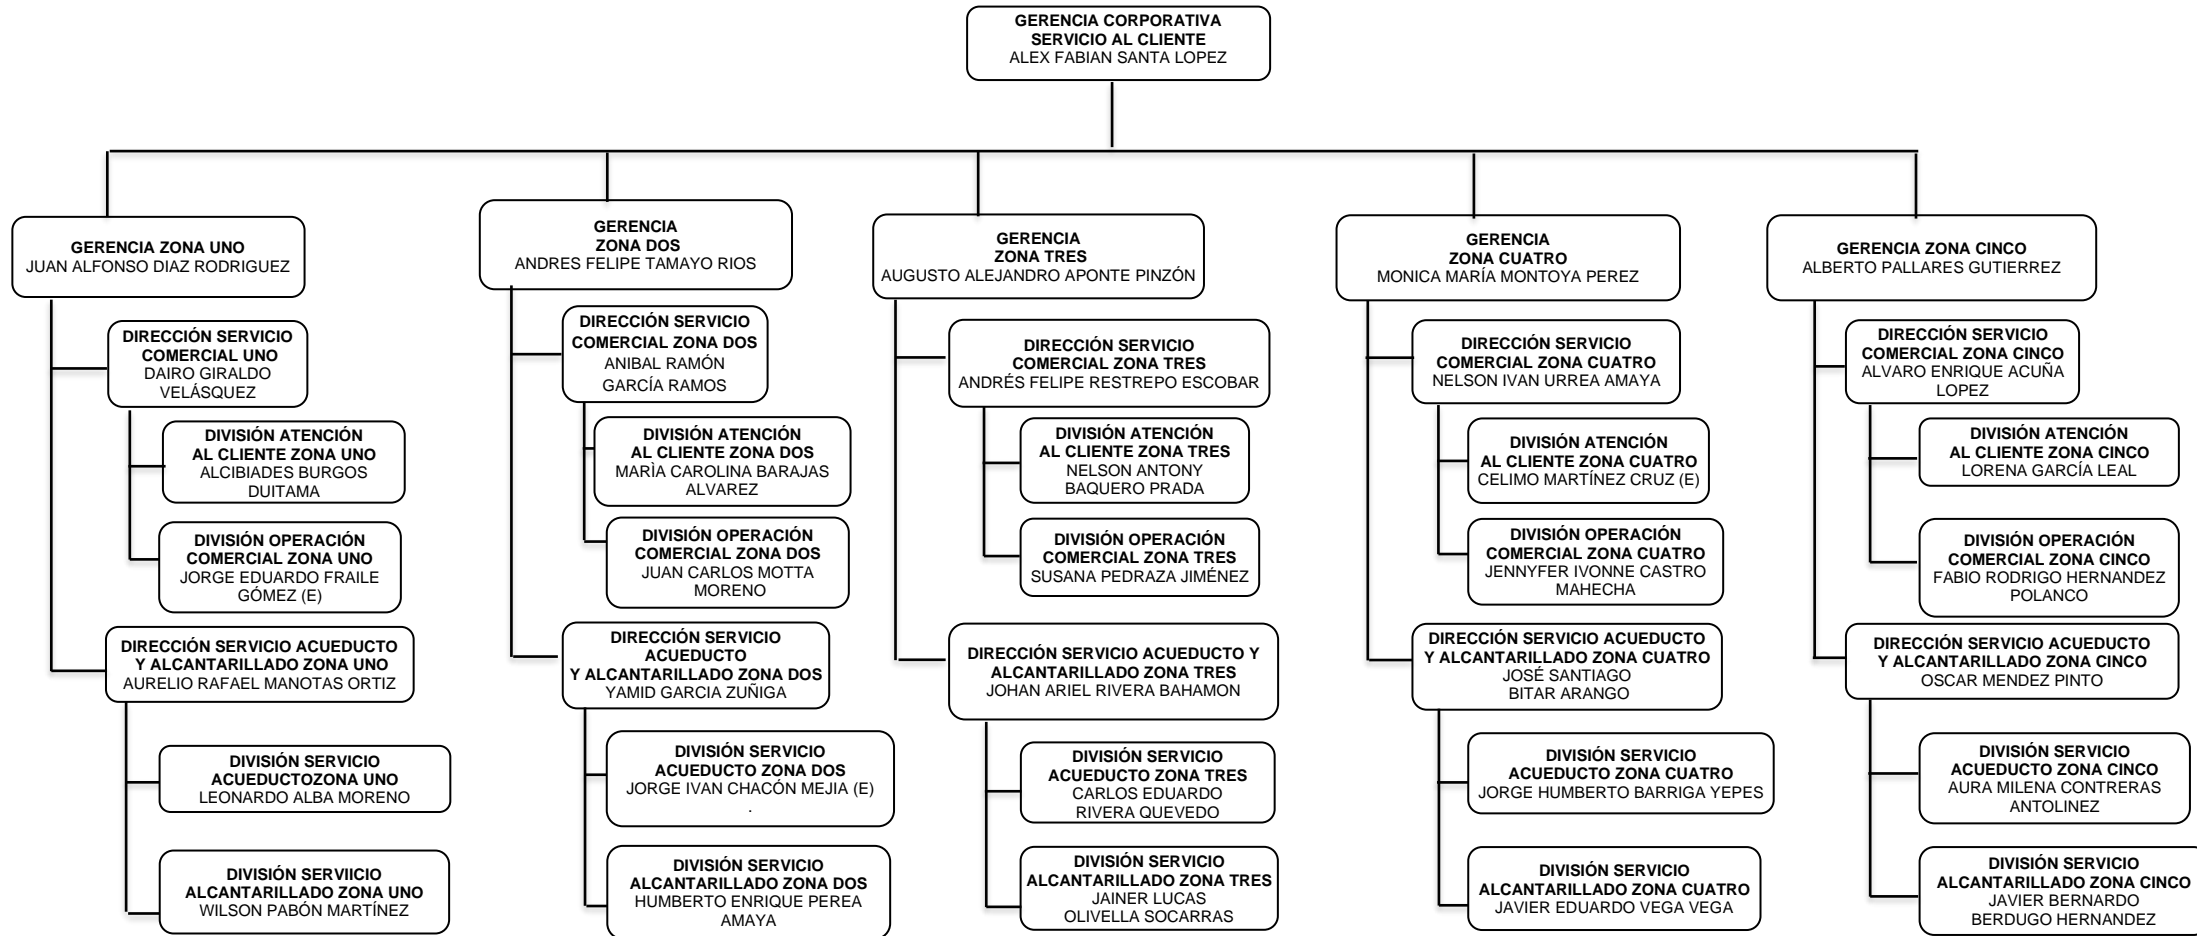 GERENCIA CORPORATIVA
SERVICIO AL CLIENTE
ALEX FABIAN SANTA LOPEZ
GERENCIA ZONA UNO
JUAN ALFONSO DIAZ RODRIGUEZ
DIRECCIÓN SERVICIO
COMERCIAL UNO
DAIRO GIRALDO
VELÁSQUEZ
DIVISIÓN ATENCIÓN
AL CLIENTE ZONA UNO
ALCIBIADES BURGOS
DUITAMA
DIVISIÓN OPERACIÓN
COMERCIAL ZONA UNO
JORGE EDUARDO FRAILE
GÓMEZ (E)
DIRECCIÓN SERVICIO ACUEDUCTO
Y ALCANTARILLADO ZONA UNO
AURELIO RAFAEL MANOTAS ORTIZ
DIVISIÓN SERVICIO
ACUEDUCTOZONA UNO
LEONARDO ALBA MORENO
DIVISIÓN SERVIICIO
ALCANTARILLADO ZONA UNO
WILSON PABÓN MARTÍNEZ
GERENCIA
ZONA DOS
ANDRES FELIPE TAMAYO RIOS
DIRECCIÓN SERVICIO
COMERCIAL ZONA DOS
ANIBAL RAMÓN
GARCÍA RAMOS
DIVISIÓN ATENCIÓN
AL CLIENTE ZONA DOS
MARÌA CAROLINA BARAJAS
ALVAREZ
DIVISIÓN OPERACIÓN
COMERCIAL ZONA DOS
JUAN CARLOS MOTTA
MORENO
DIRECCIÓN SERVICIO
ACUEDUCTO
Y ALCANTARILLADO ZONA DOS
YAMID GARCIA ZUÑIGA
DIVISIÓN SERVICIO
ACUEDUCTO ZONA DOS
JORGE IVAN CHACÓN MEJIA (E)
.
DIVISIÓN SERVICIO
ALCANTARILLADO ZONA DOS
HUMBERTO ENRIQUE PEREA
AMAYA
GERENCIA
ZONA TRES
AUGUSTO ALEJANDRO APONTE PINZÓN
DIRECCIÓN SERVICIO
COMERCIAL ZONA TRES
ANDRÉS FELIPE RESTREPO ESCOBAR
DIVISIÓN ATENCIÓN
AL CLIENTE ZONA TRES
NELSON ANTONY
BAQUERO PRADA
DIVISIÓN OPERACIÓN
COMERCIAL ZONA TRES
SUSANA PEDRAZA JIMÉNEZ
DIRECCIÓN SERVICIO ACUEDUCTO Y
ALCANTARILLADO ZONA TRES
JOHAN ARIEL RIVERA BAHAMON
DIVISIÓN SERVICIO
ACUEDUCTO ZONA TRES
CARLOS EDUARDO
RIVERA QUEVEDO
DIVISIÓN SERVICIO
ALCANTARILLADO ZONA TRES
JAINER LUCAS
OLIVELLA SOCARRAS
GERENCIA
ZONA CUATRO
MONICA MARÍA MONTOYA PEREZ
DIRECCIÓN SERVICIO
COMERCIAL ZONA CUATRO
NELSON IVAN URREA AMAYA
DIVISIÓN ATENCIÓN
AL CLIENTE ZONA CUATRO
CELIMO MARTÍNEZ CRUZ (E)
DIVISIÓN OPERACIÓN
COMERCIAL ZONA CUATRO
JENNYFER IVONNE CASTRO
MAHECHA
DIRECCIÓN SERVICIO ACUEDUCTO
Y ALCANTARILLADO ZONA CUATRO
JOSÉ SANTIAGO
BITAR ARANGO
DIVISIÓN SERVICIO
ACUEDUCTO ZONA CUATRO
JORGE HUMBERTO BARRIGA YEPES
DIVISIÓN SERVICIO
ALCANTARILLADO ZONA CUATRO
JAVIER EDUARDO VEGA VEGA
GERENCIA ZONA CINCO
ALBERTO PALLARES GUTIERREZ
DIRECCIÓN SERVICIO
COMERCIAL ZONA CINCO
ALVARO ENRIQUE ACUÑA
LOPEZ
DIVISIÓN ATENCIÓN
AL CLIENTE ZONA CINCO
LORENA GARCÍA LEAL
DIVISIÓN OPERACIÓN
COMERCIAL ZONA CINCO
FABIO RODRIGO HERNANDEZ
POLANCO
DIRECCIÓN SERVICIO ACUEDUCTO
Y ALCANTARILLADO ZONA CINCO
OSCAR MENDEZ PINTO
DIVISIÓN SERVICIO
ACUEDUCTO ZONA CINCO
AURA MILENA CONTRERAS
ANTOLINEZ
DIVISIÓN SERVICIO
ALCANTARILLADO ZONA CINCO
JAVIER BERNARDO
BERDUGO HERNANDEZ